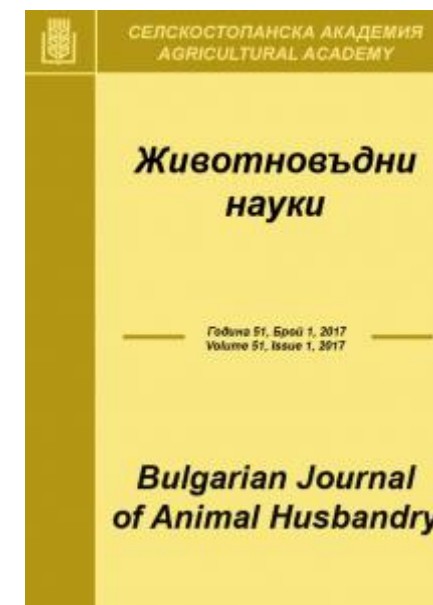 СЕЛСКОСТОПАНСКА АКАДЕМИЯ
AGRICULTURAL ACADEMY
Животновъдни
науки
Година 51, Брой 1, 2017
Volume 51, Issue 1, 2017
Bulgarian Journal
of Animal Husbandry